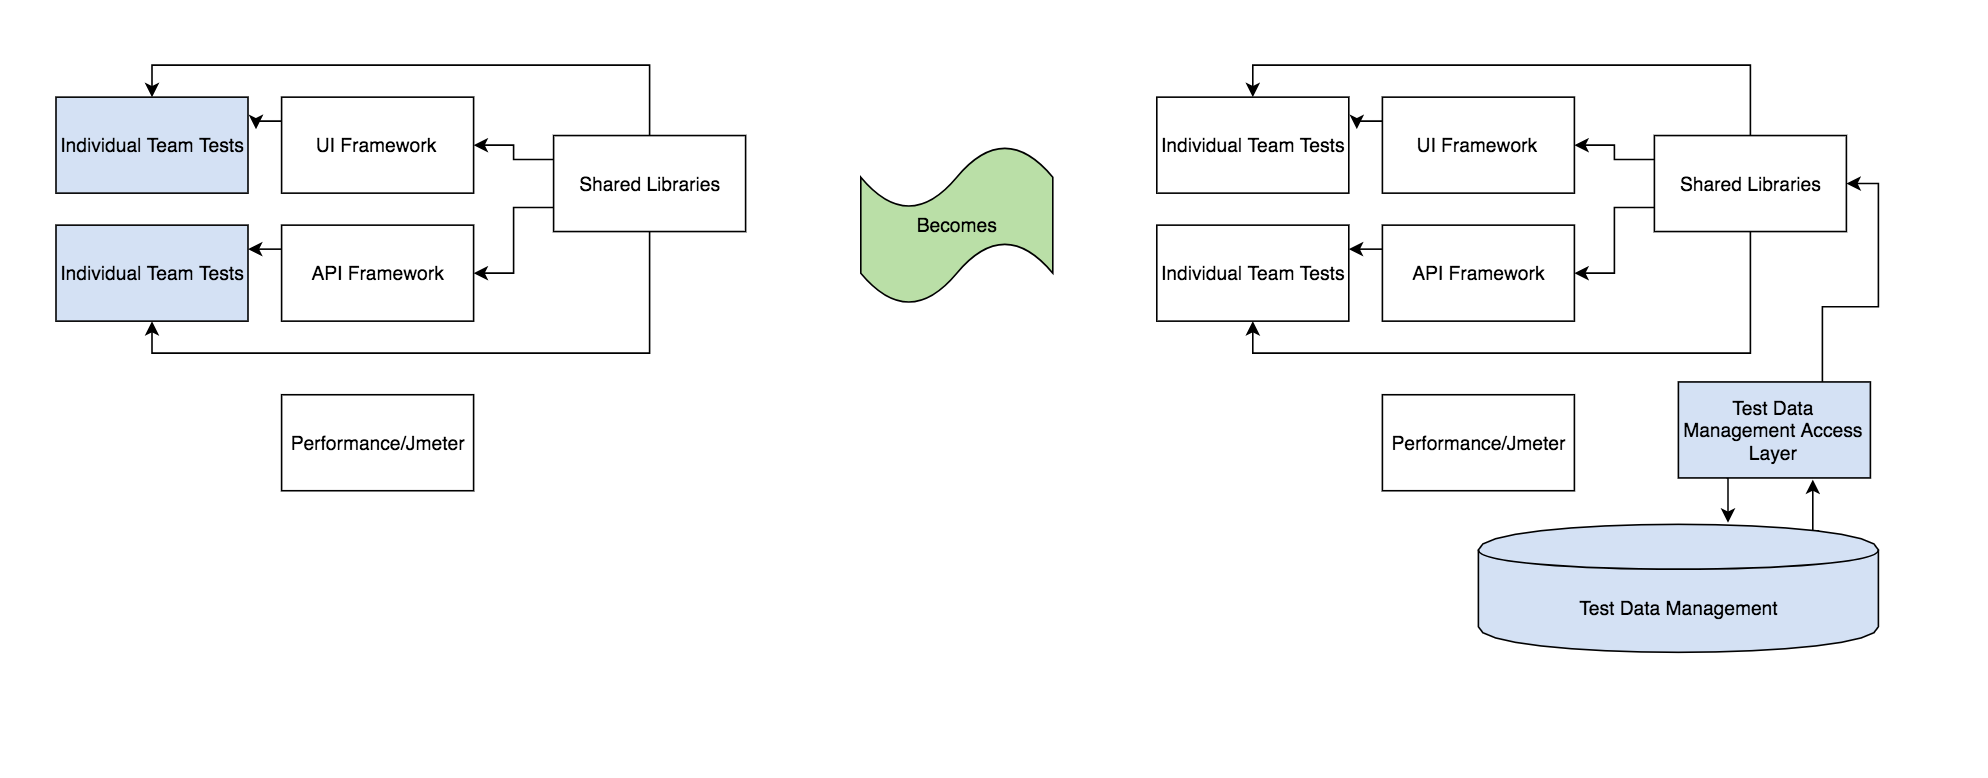 Individual Team Tests
UI Framework
Shared Libraries
Individual Team Tests
API Framework
Performance/Jmeter
Becomes
Individual Team Tests
UI Framework
Shared Libraries
Individual Team Tests
API Framework
Performance/Jmeter
Test Data
Management Access
Layer
Test Data Management